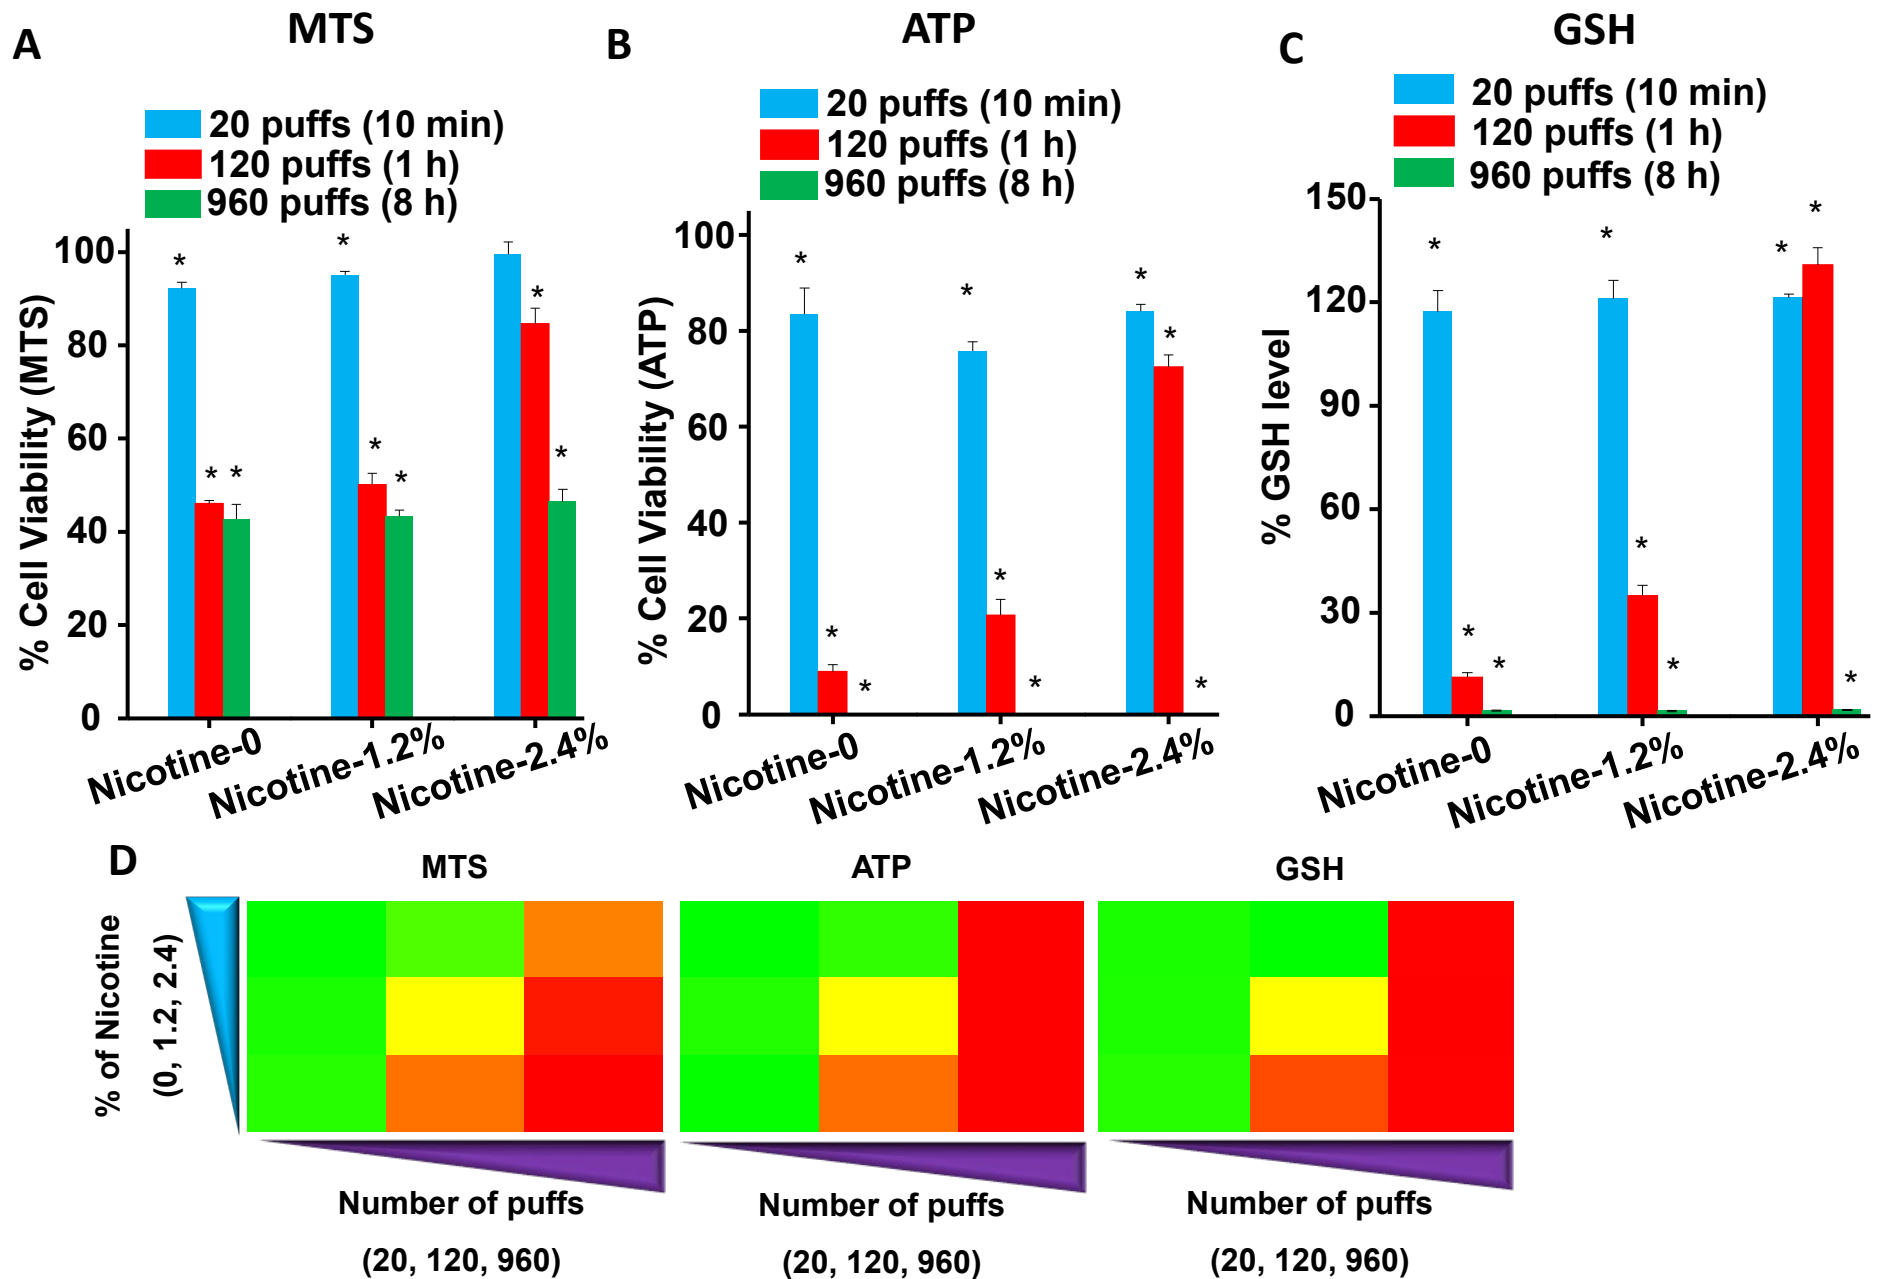 A
MTS
20 puffs (10 min)
120 puffs (1 h)
960 puffs (8 h)
% Cell Viability (MTS)
100
80
60
40
20
0
*
*
*
*
*
*
*
*
Nicotine-0
Nicotine-1.2%
Nicotine-2.4%
B
ATP
20 puffs (10 min)
120 puffs (1 h)
960 puffs (8 h)
% Cell Viability (ATP)
100
80
60
40
20
0
*
*
*
*
*
*
*
*
*
Nicotine-0
Nicotine-1.2%
Nicotine-2.4%
C
GSH
20 puffs (10 min)
120 puffs (1 h)
960 puffs (8 h)
% GSH level
150
120
90
60
30
0
*
*
*
*
*
*
*
*
*
Nicotine-0
Nicotine-1.2%
Nicotine-2.4%
D
% of Nicotine
(0, 1.2, 2.4)
MTS
Number of puffs
(20, 120, 960)
ATP
Number of puffs
(20, 120, 960)
GSH
Number of puffs
(20, 120, 960)